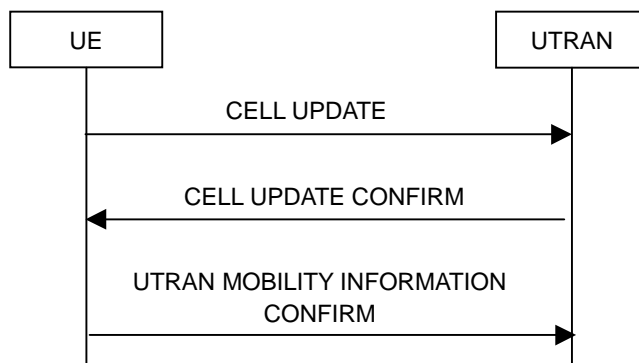 UE
UTRAN
CELL UPDATE
CELL UPDATE CONFIRM
UTRAN MOBILITY INFORMATION
CONFIRM